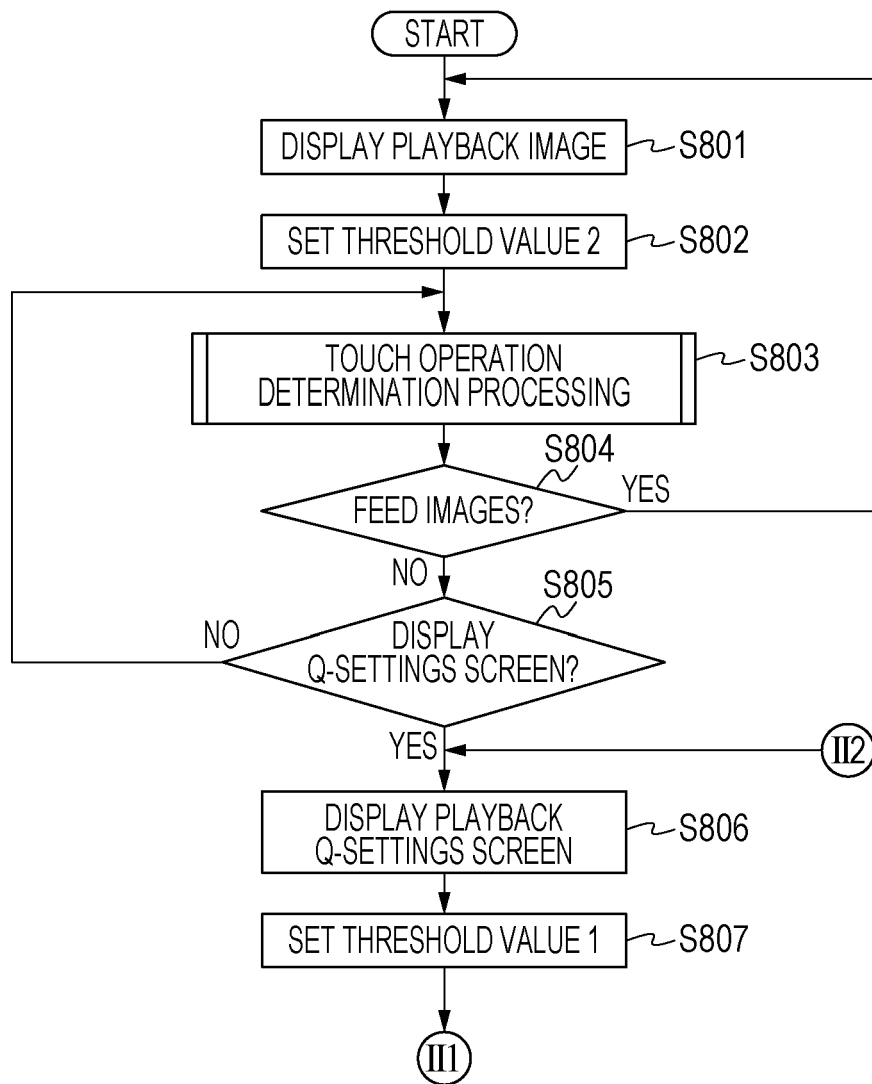 START
DISPLAY PLAYBACK IMAGE
S801
SET THRESHOLD VALUE 2
S802
TOUCH OPERATION
DETERMINATION PROCESSING
S803
S804
FEED IMAGES?
YES
NO
S805
NO
DISPLAY
Q-SETTINGS SCREEN?
YES
II2
DISPLAY PLAYBACK
Q-SETTINGS SCREEN
S806
SET THRESHOLD VALUE 1
S807
II1